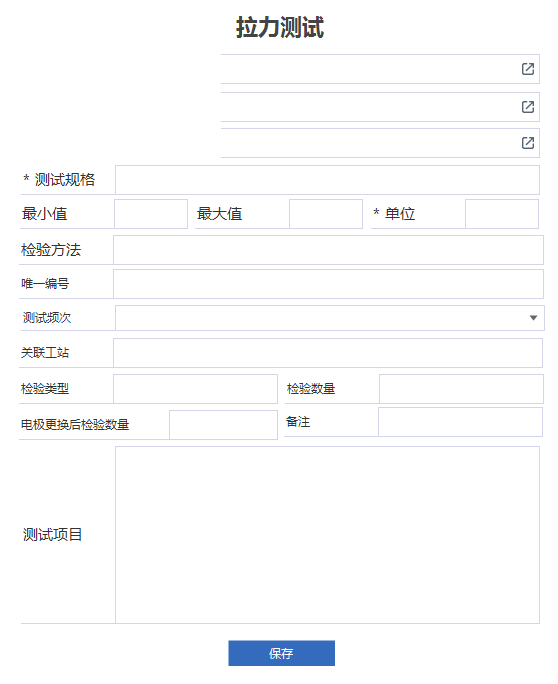 拉力测试
* 测试规格
最小值 最大值 * 单位
检验方法
唯一编号
测试频次
关联工站
检验类型 检验数量
电极更换后检验数量 备注
测试项目
保存